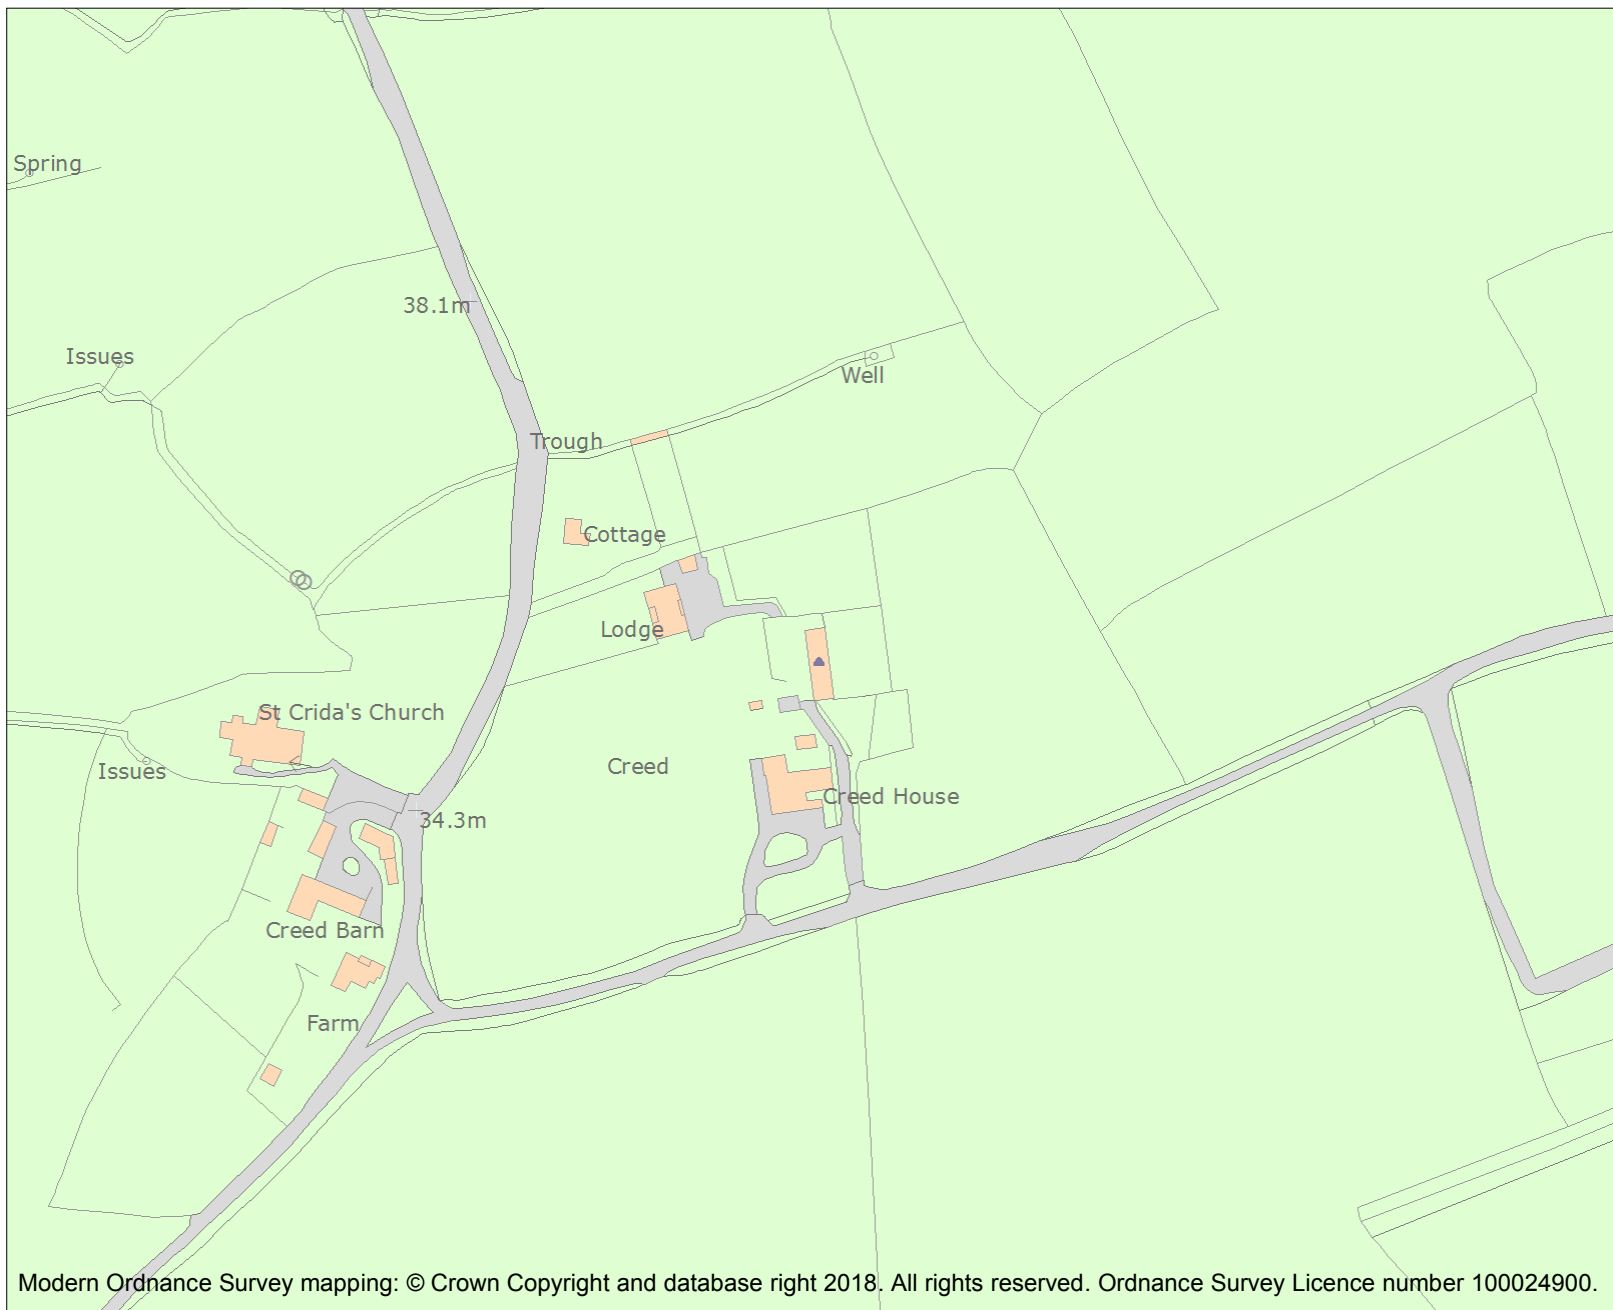 Spring
38.1m
Issues
Well
Trough
Cottage
Lodge
St Crida's Church
Creed
Issues
Creed House
34.3m
Creed Barn
Farm
Modern Ordnance Survey mapping: © Crown Copyright and database right 2018. All rights reserved. Ordnance Survey Licence number 100024900.